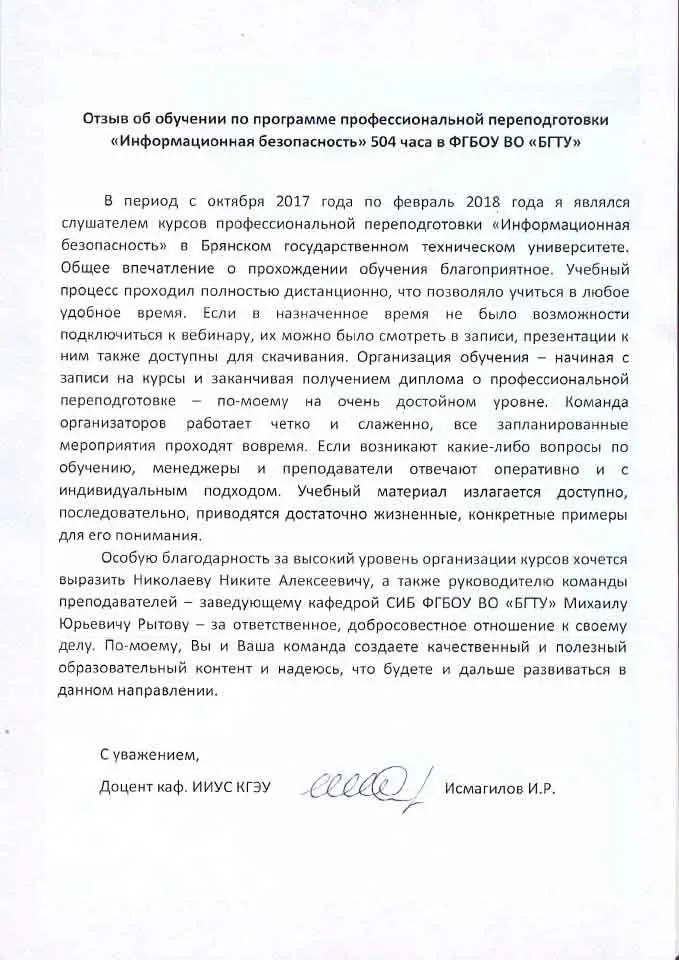 Отзыв об обучении по программе профессиональной переподготовки
«Информационная безопасность» 504 часа в ФГБОУ ВО «БГТУ»
В период с октября 2017 года по февраль 2018 года я являлся
слушателем курсов профессиональной переподготовки «Информационная
безопасность» в Брянском государственном техническом университете.
Общее впечатление о прохождении обучения благоприятное. Учебный
процесс проходил полностью дистанционно, что позволяло учиться в любое
удобное время. Если в назначенное время не было возможности
подключиться к вебинару, их можно было смотреть в записи, презентации к
ним также доступны для скачивания. Организация обучения – начиная с
записи на курсы и заканчивая получением диплома о профессиональной
переподготовке – по-моему на очень достойном уровне. Команда
организаторов работает четко и слаженно, все запланированные
мероприятия проходят вовремя. Если возникают какие-либо вопросы по
обучению, менеджеры и преподаватели отвечают оперативно и с
индивидуальным подходом. Учебный материал излагается доступно,
последовательно, приводятся достаточно жизненные, конкретные примеры
для его понимания.
Особую благодарность за высокий уровень организации курсов хочется
выразить Николаеву Никите Алексеевичу, а также руководителю команды
преподавателей – заведующему кафедрой СИБ ФГБОУ ВО «БГТУ» Михаилу
Юрьевичу Рытову – за ответственное, добросовестное отношение к своему
делу. По-моему, Вы и Ваша команда создаете качественный и полезный
образовательный контент и надеюсь, что будете и дальше развиваться в
данном направлении.
С уважением,
Доцент каф. ИИУС КГЭУ Исмагилов И.Р.